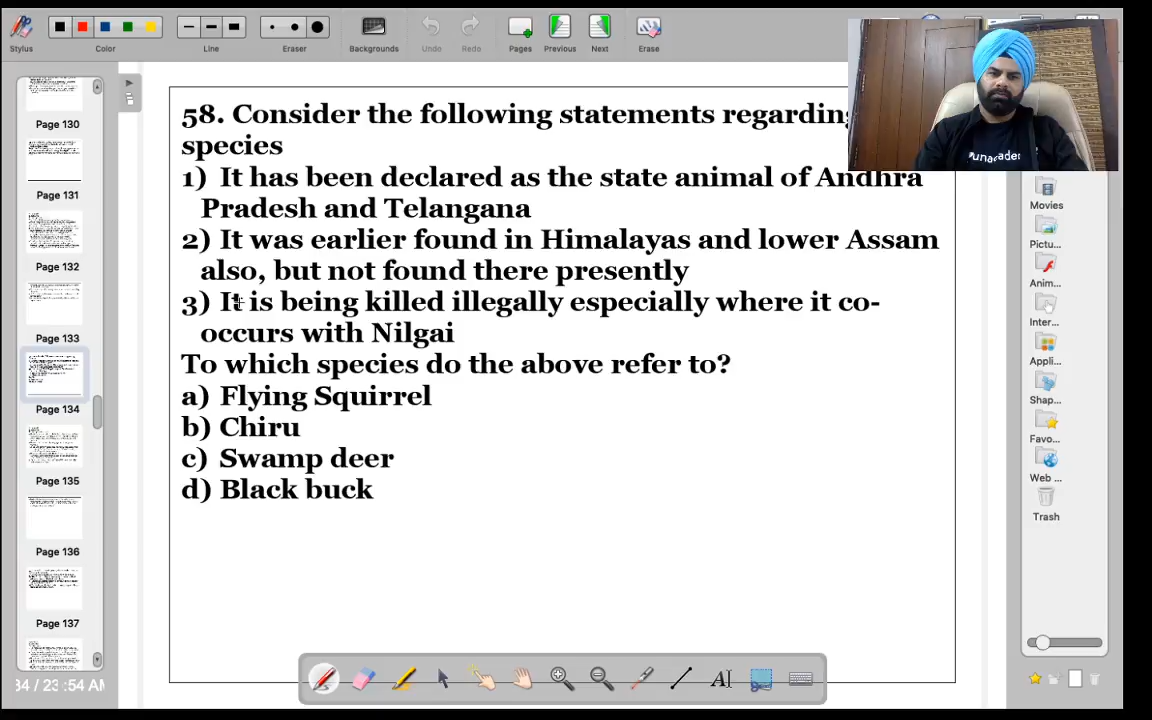 Stylus
Color
Line
Eraser
Backgrounds
Undo
Redo
Pages
Previous
Next
Erase
Page 130
Page 131
Page 132
Page 133
Page 134
Page 135
Page 136
Page 137
58. Consider the following statements regarding
species
1) It has been declared as the state animal of Andhra
Pradesh and Telangana
2) It was earlier found in Himalayas and lower Assam
also, but not found there presently
3) It is being killed illegally especially where it co-
occurs with Nilgai
To which species do the above refer to?
a) Flying Squirrel
b) Chiru
c) Swamp deer
d) Black buck
Movies
Pictu...
Anim...
Inter...
Appli...
Shap...
Favo...
Web ...
Trash